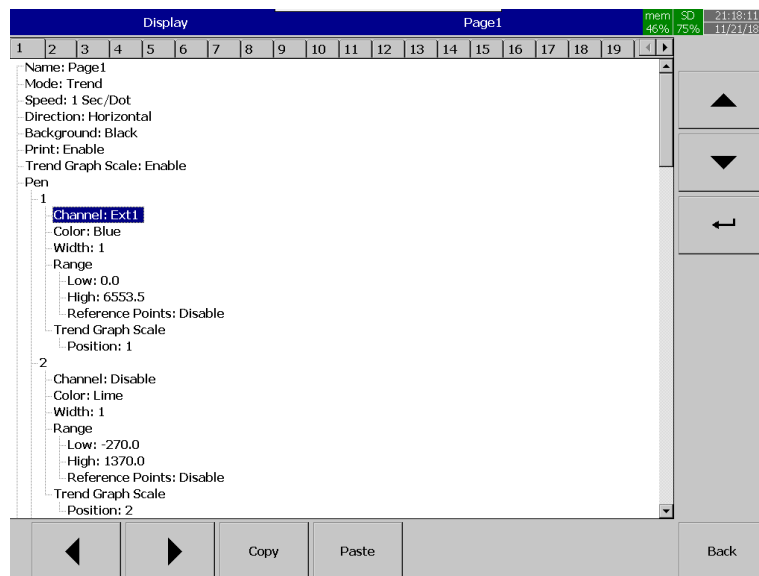 Display Page1 mem 46% SD 75% 21:18:11 11/21/18
1 2 3 4 5 6 7 8 9 10 11 12 13 14 15 16 17 18 19
Name: Page1
Mode: Trend
Speed: 1 Sec/Dot
Direction: Horizontal
Background: Black
Print: Enable
Trend Graph Scale: Enable
Pen
1
Channel: Ext1
Color: Blue
Width: 1
Range
Low: 0.0
High: 6553.5
Reference Points: Disable
Trend Graph Scale
Position: 1
2
Channel: Disable
Color: Lime
Width: 1
Range
Low: -270.0
High: 1370.0
Reference Points: Disable
Trend Graph Scale
Position: 2
Copy Paste Back